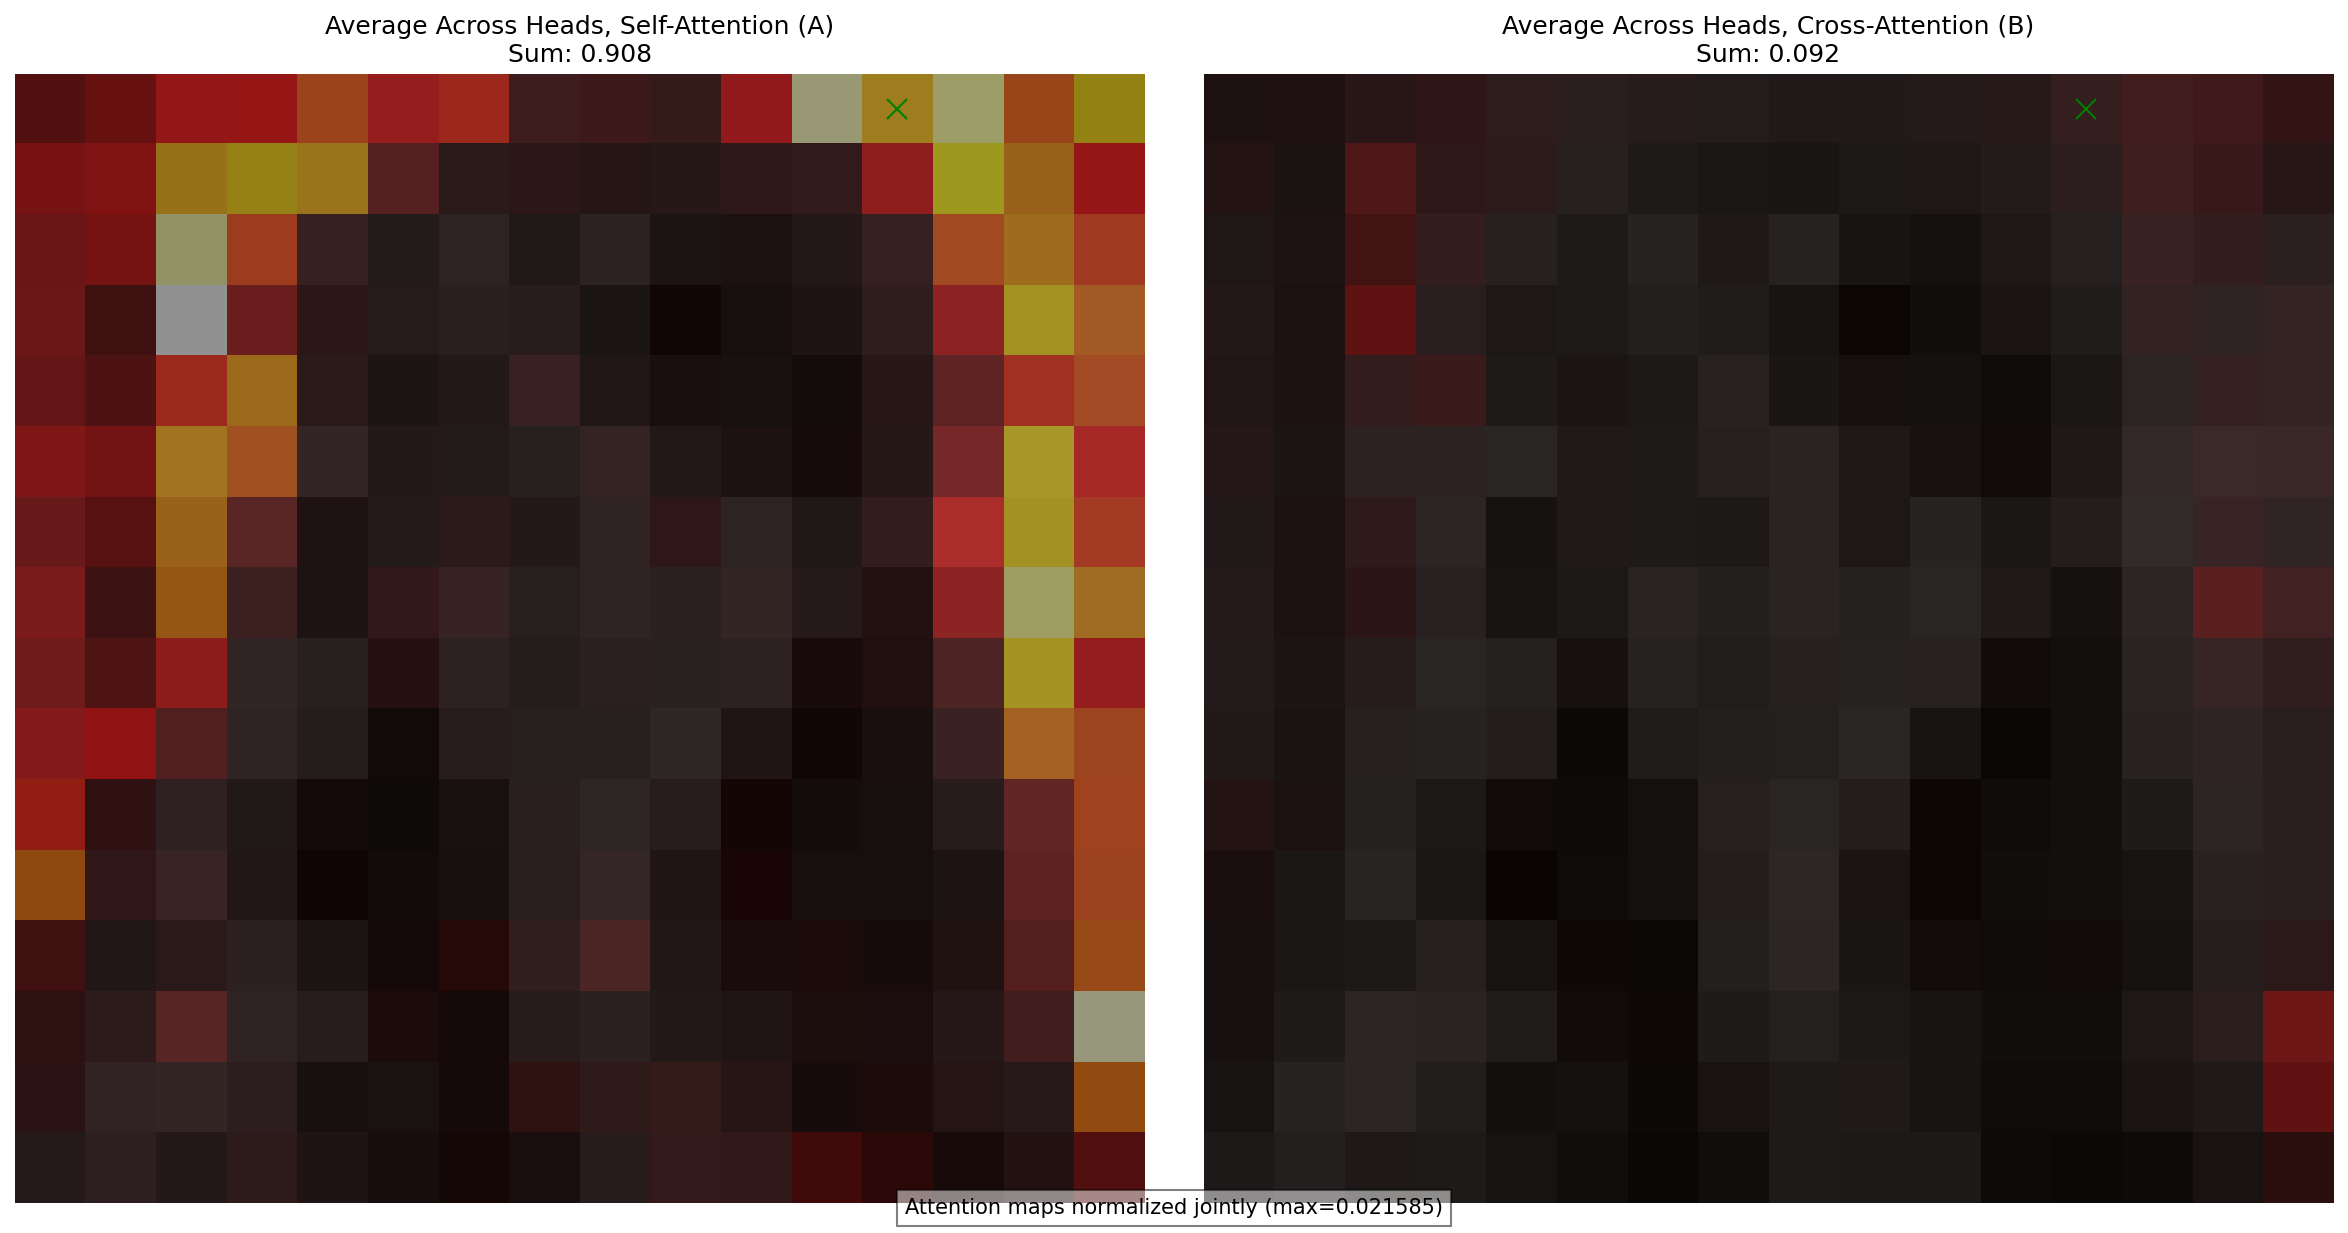 Average Across Heads, Self-Attention (A)
Sum: 0.908
Average Across Heads, Cross-Attention (B)
Sum: 0.092
Attention maps normalized jointly (max=0.021585)